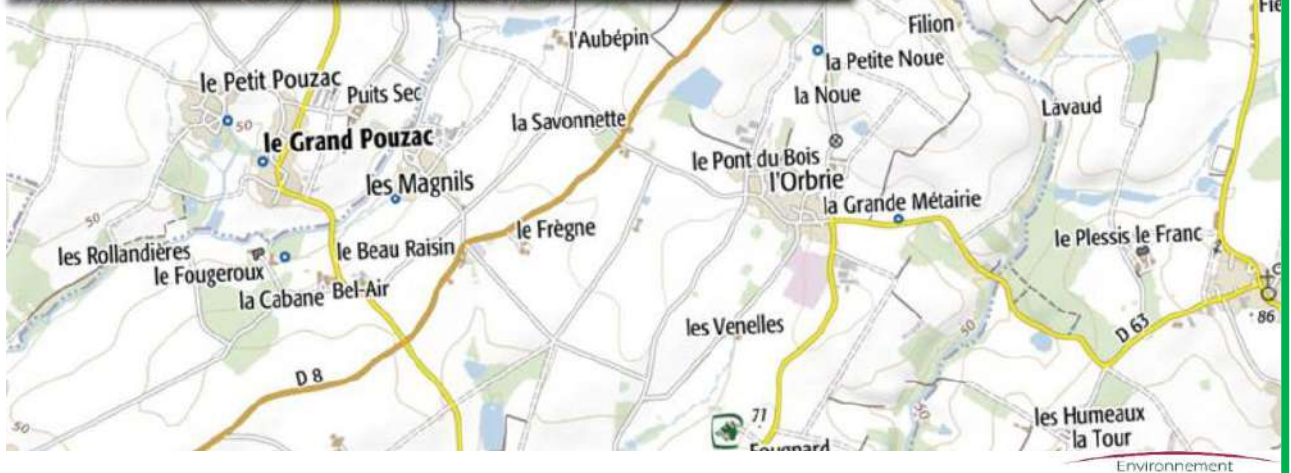 Filion
l'Aubépin
la Petite Noue
le Petit Pouzac
Puits Sec
la Noue
Lavaud
50
la Savonnette
le Grand Pouzac
le Pont du Bois
l'Orbrie
les Magnils
la Grande Métairie
50
le Frègne
le Plessis le Franc
les Rollandières
le Beau Raisin
le Fougeroux
la Cabane
Bel-Air
86
les Venelles
50
D 63
D 8
71
50
les Humeaux
la Tour
Environnement